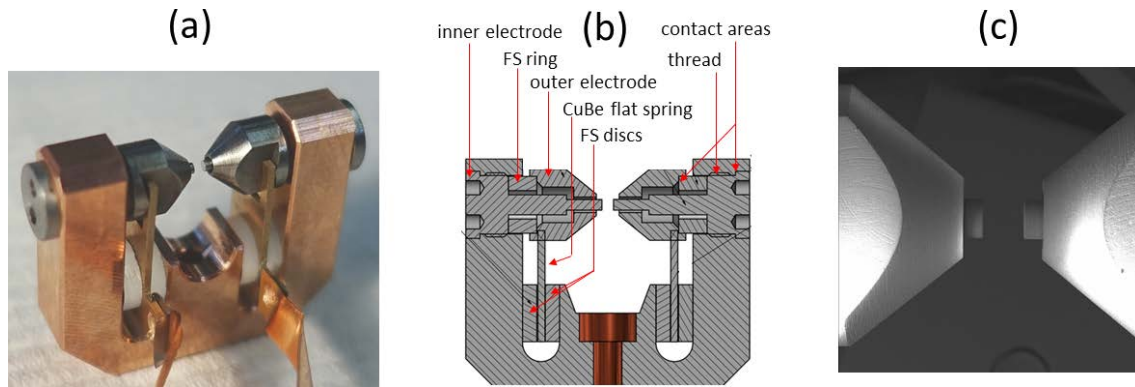 (a)
(b)
(c)
inner electrode
FS ring
outer electrode
CuBe flat spring
FS discs
contact areas
thread